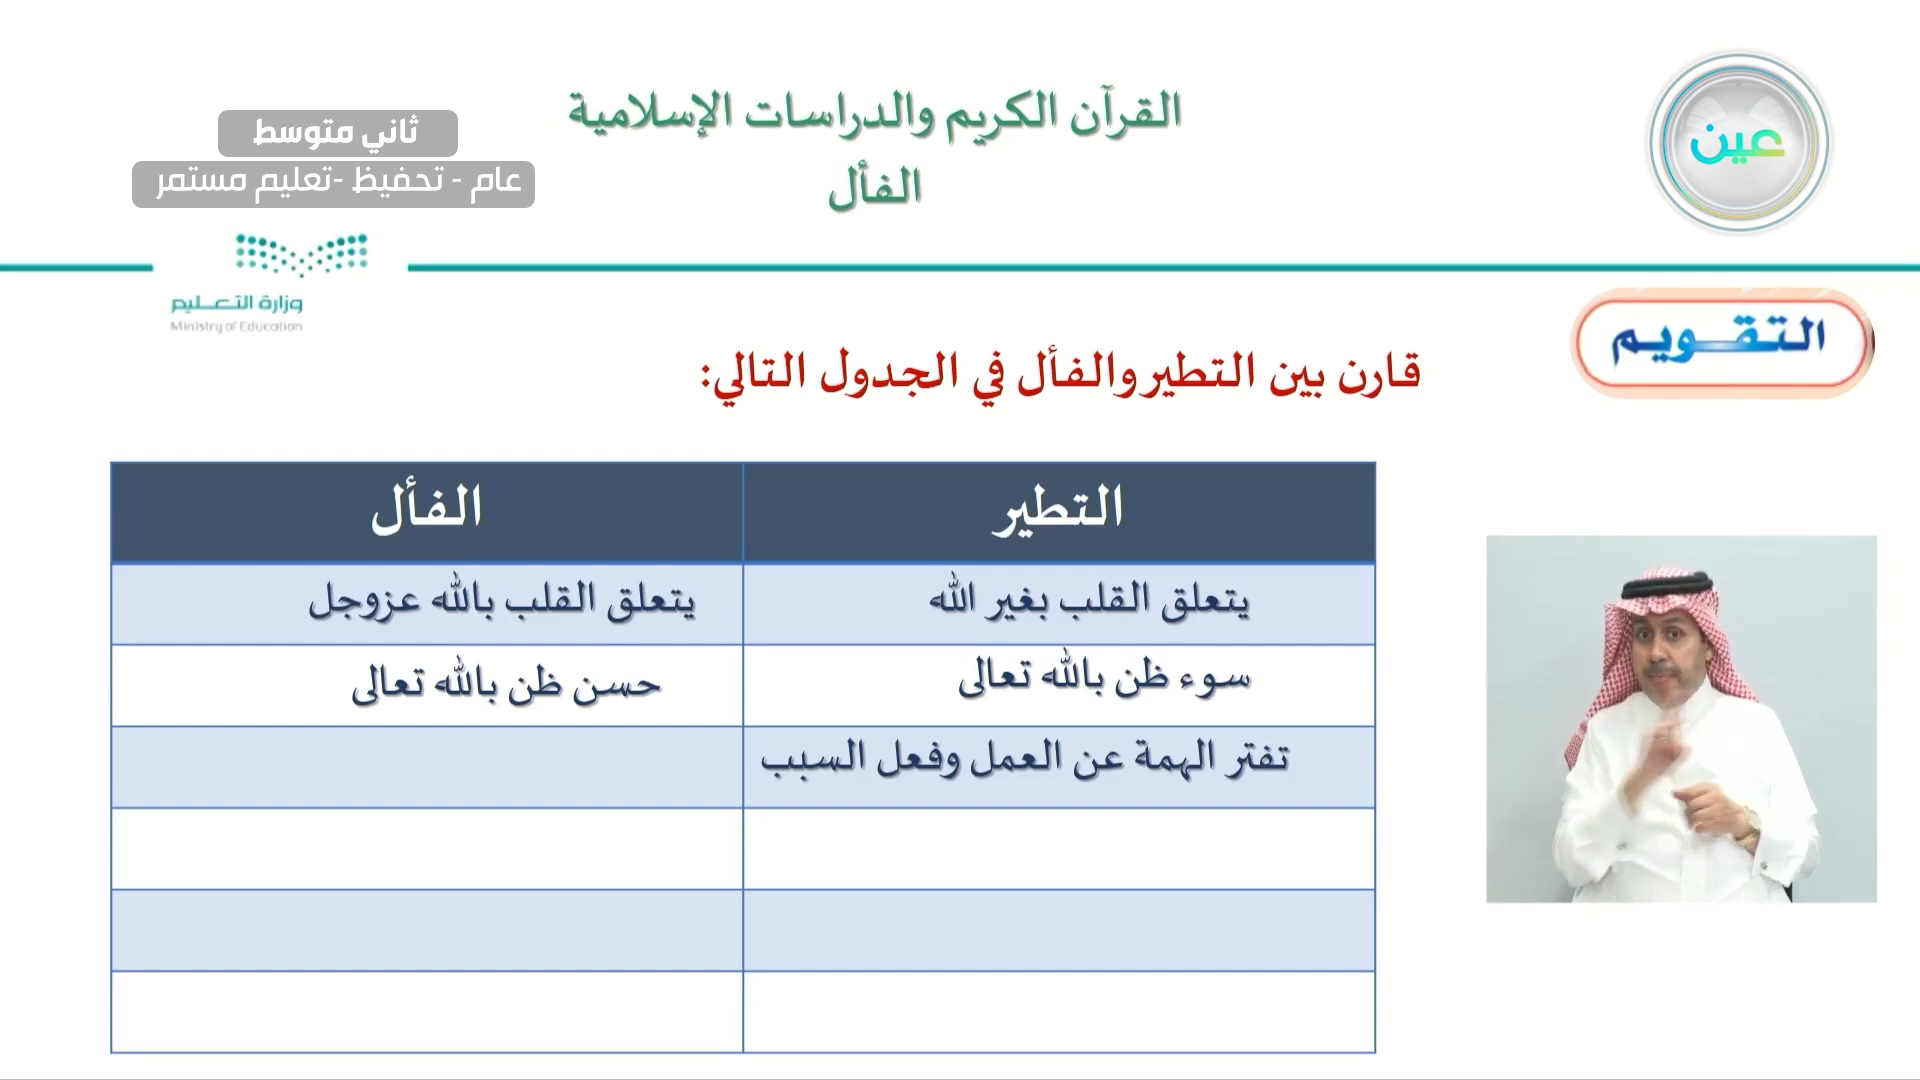 القرآن الكريم والدراسات الإسلامية
الفأل
عين
ثاني متوسط
عام - تحفيظ -تعليم مستمر
وزارة التعليم
Ministry of Education
التقويم
قارن بين التطير والفأل في الجدول التالي:
التطير الفأل
يتعلق القلب بغير الله يتعلق القلب بالله عزوجل
سوء ظن بالله تعالى حسن ظن بالله تعالى
تفتر الهمة عن العمل وفعل السبب